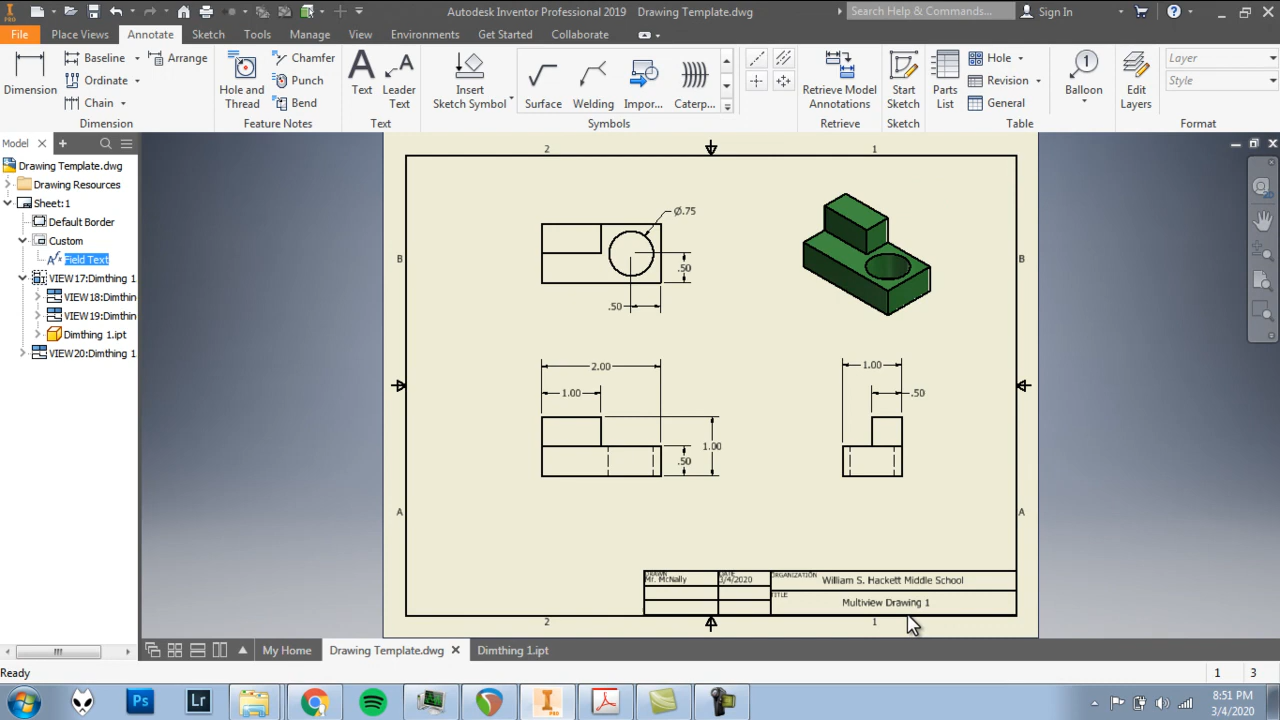 Autodesk Inventor Professional 2019 Drawing Template.dwg
Search Help & Commands...
Sign In
File
Place Views
Annotate
Sketch
Tools
Manage
View
Environments
Get Started
Collaborate
Dimension
Baseline
Ordinate
Chain
Arrange
Dimension
Hole and Thread
Chamfer
Punch
Bend
Feature Notes
Text
Leader Text
Text
Insert Sketch Symbol
Surface
Welding
Impor...
Caterp...
Symbols
Retrieve Model Annotations
Retrieve
Start Sketch
Sketch
Parts List
Hole
Revision
General
Table
Balloon
Edit Layers
Layer
Style
Format
Model
Drawing Template.dwg
Drawing Resources
Sheet:1
Default Border
Custom
Field Text
VIEW17:Dimthing 1
VIEW18:Dimthin
VIEW19:Dimthin
Dimthing 1.ipt
VIEW20:Dimthing 1
2
1
B
B
Ø.75
.50
.50
2.00
1.00
1.00
.50
1.00
.50
A
A
DRAWN
Mr. McNally
DATE
3/4/2020
ORGANIZATION
William S. Hackett Middle School
TITLE
Multiview Drawing 1
2
1
My Home
Drawing Template.dwg
Dimthing 1.ipt
Ready
1
3
Ps
Lr
PRO
8:51 PM
3/4/2020